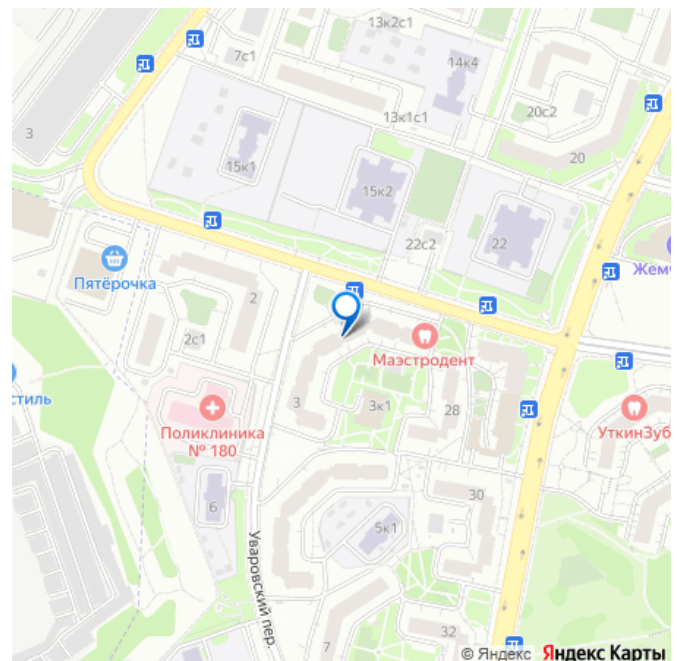 13к2с1
7с1
14к4
20с2
3
13к1с1
20
15к1
15к2
22с2
22
Жемч
Пятёрочка
2
2с1
Маэстродент
стиль
3
3к1
28
УткинЗуб
Поликлиника
№ 180
30
6
5к1
Уваровский пер.
7
32
© Яндекс Яндекс Карты